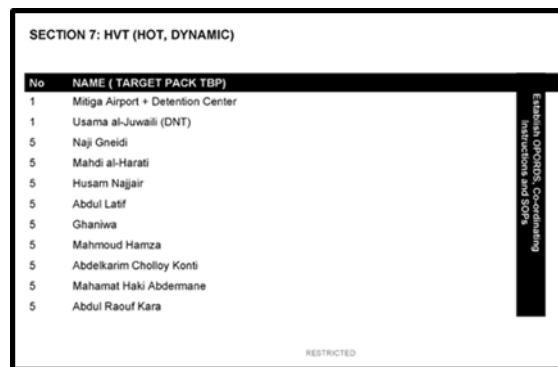 SECTION 7: HVT (HOT, DYNAMIC)
No NAME ( TARGET PACK TBP)
1 Mitiga Airport + Detention Center
1 Usama al-Juwaili (DNT)
5 Naji Gneidi
5 Mahdi al-Harati
5 Husam Najjair
5 Abdul Latif
5 Ghaniwa
5 Mahmoud Hamza
5 Abdelkarim Cholloy Konti
5 Mahamat Haki Abdermane
5 Abdul Raouf Kara
Establish OPORDS, Co-ordinating
Instructions and SOPs
RESTRICTED